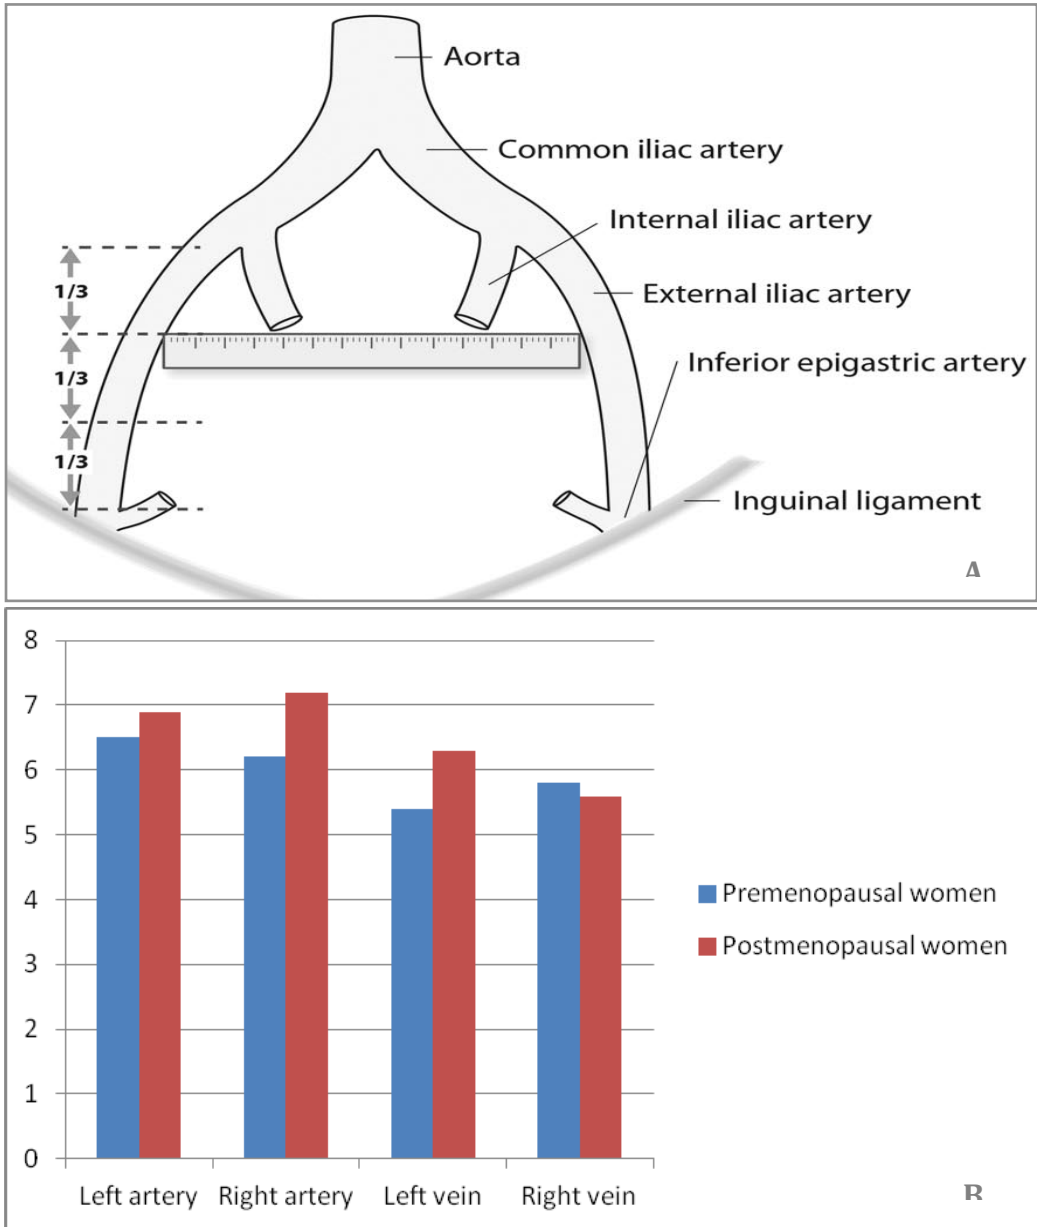 Aorta
Common iliac artery
Internal iliac artery
1/3
External iliac artery
1/3
Inferior epigastric artery
1/3
Inguinal ligament
A
8
7
6
5
4
3
2
1
0
Premenopausal women
Postmenopausal women
Left artery Right artery Left vein Right vein
B